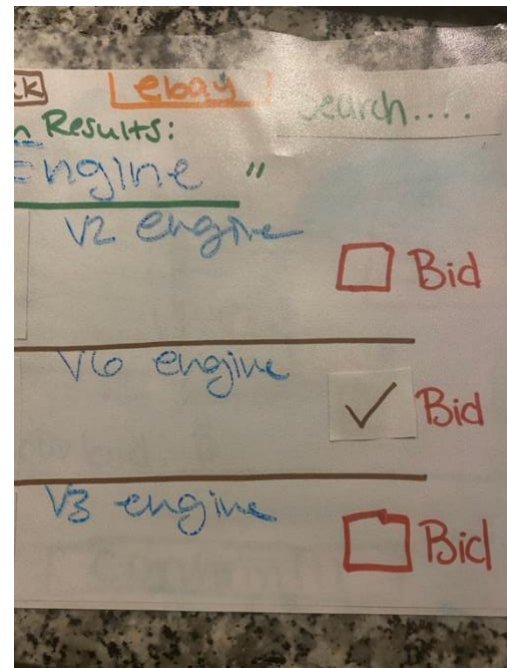 ebay
Search....
Results:
engine "
V2 engine
Bid
V6 engine
Bid
V3 engine
Bid